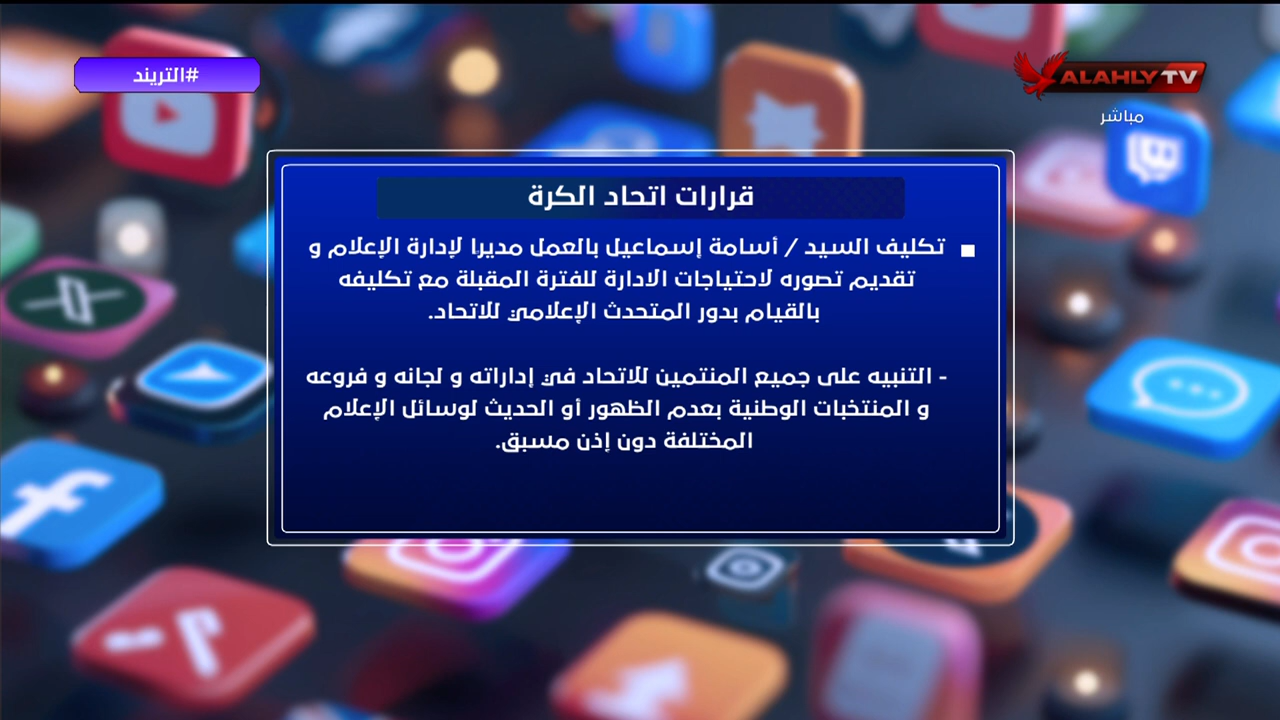 #التريند
ALAHLY TV
مباشر
قرارات اتحاد الكرة
■ تكليف السيد / أسامة إسماعيل بالعمل مديرا لإدارة الإعلام و
تقديم تصوره لاحتياجات الادارة للفترة المقبلة مع تكليفه
بالقيام بدور المتحدث الإعلامي للاتحاد.
- التنبيه على جميع المنتمين للاتحاد في إداراته و لجانه و فروعه
و المنتخبات الوطنية بعدم الظهور أو الحديث لوسائل الإعلام
المختلفة دون إذن مسبق.